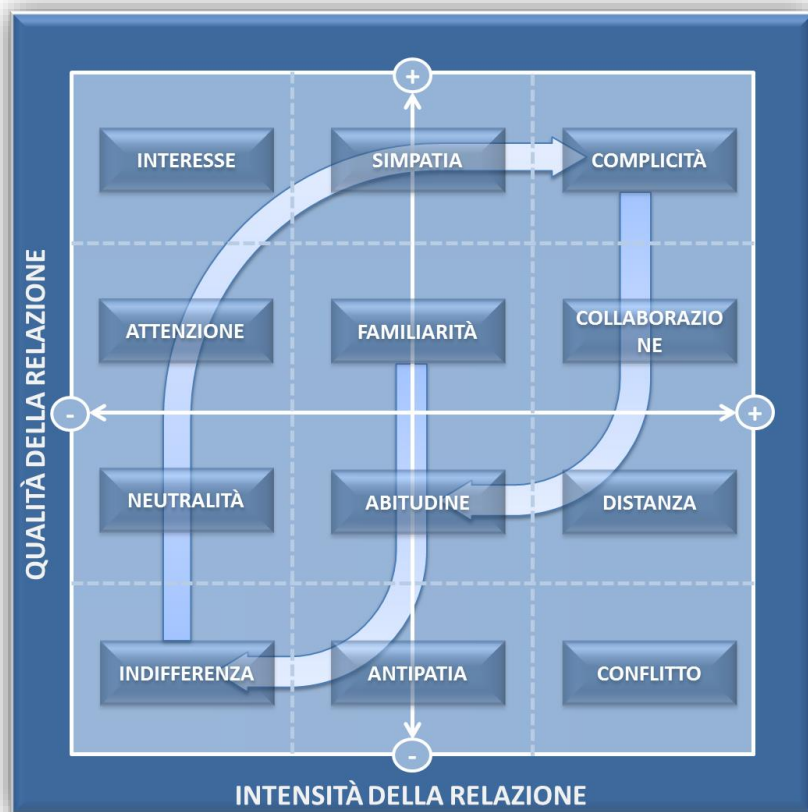 +
INTERESSE
SIMPATIA
COMPLICITÀ
ATTENZIONE
FAMILIARITÀ
COLLABORAZIO
NE
-
+
NEUTRALITÀ
ABITUDINE
DISTANZA
INDIFFERENZA
ANTIPATIA
CONFLITTO
-
QUALITÀ DELLA RELAZIONE
INTENSITÀ DELLA RELAZIONE